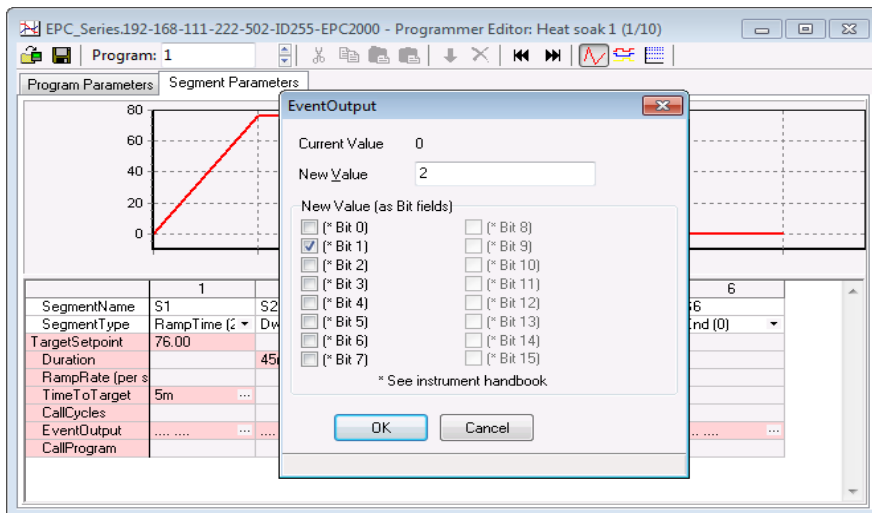 EPC_Series.192-168-111-222-502-ID255-EPC2000 - Programmer Editor: Heat soak 1 (1/10)
Program: 1
Program Parameters Segment Parameters
80
60
40
20
0
EventOutput
Current Value 0
New Value 2
New Value (as Bit fields)
(* Bit 0) (* Bit 8)
(* Bit 1) (* Bit 9)
(* Bit 2) (* Bit 10)
(* Bit 3) (* Bit 11)
(* Bit 4) (* Bit 12)
(* Bit 5) (* Bit 13)
(* Bit 6) (* Bit 14)
(* Bit 7) (* Bit 15)
* See instrument handbook
OK Cancel
1 6
SegmentName S1 S2
SegmentType RampTime (2 Dw End (0)
TargetSetpoint 76.00
Duration 45
RampRate (per s
TimeToTarget 5m ...
CallCycles
EventOutput .... .... ... .... .. .... ...
CallProgram